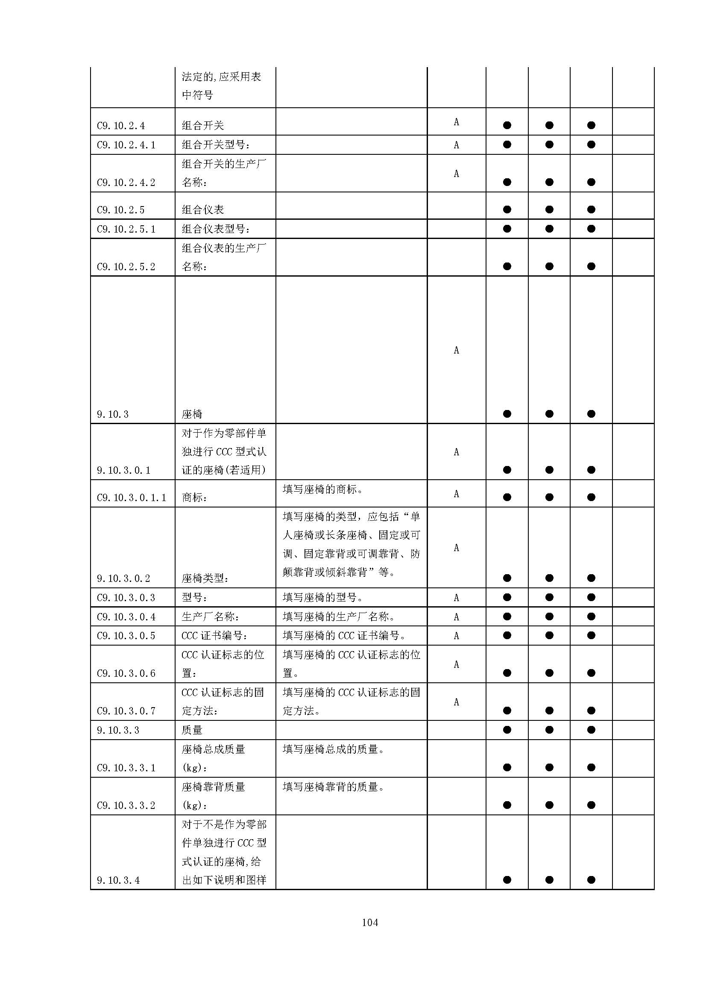 法定的,应采用表
中符号
C9.10.2.4 组合开关 A ● ● ●
C9.10.2.4.1 组合开关型号: A ● ● ●
组合开关的生产厂
C9.10.2.4.2 名称: A ● ● ●
C9.10.2.5 组合仪表 ● ● ●
C9.10.2.5.1 组合仪表型号: ● ● ●
组合仪表的生产厂
C9.10.2.5.2 名称: ● ● ●
9.10.3 座椅 A ● ● ●
对于作为零部件单
独进行 CCC 型式认 A
9.10.3.0.1 证的座椅(若适用) ● ● ●
C9.10.3.0.1.1 商标: 填写座椅的商标。 A ● ● ●
填写座椅的类型，应包括“单
人座椅或长条座椅、固定或可
调、固定靠背或可调靠背、防 A
颠靠背或倾斜靠背”等。
9.10.3.0.2 座椅类型: ● ● ●
C9.10.3.0.3 型号: 填写座椅的型号。 A ● ● ●
C9.10.3.0.4 生产厂名称: 填写座椅的生产厂名称。 A ● ● ●
C9.10.3.0.5 CCC 证书编号: 填写座椅的 CCC 证书编号。 A ● ● ●
CCC 认证标志的位 填写座椅的 CCC 认证标志的位
C9.10.3.0.6 置: 置。 A ● ● ●
CCC 认证标志的固 填写座椅的 CCC 认证标志的固
C9.10.3.0.7 定方法: 定方法。 A ● ● ●
9.10.3.3 质量 ● ● ●
座椅总成质量 填写座椅总成的质量。
C9.10.3.3.1 (kg): ● ● ●
座椅靠背质量 填写座椅靠背的质量。
C9.10.3.3.2 (kg): ● ● ●
对于不是作为零部
件单独进行 CCC 型
式认证的座椅,给
9.10.3.4 出如下说明和图样 ● ● ●
104